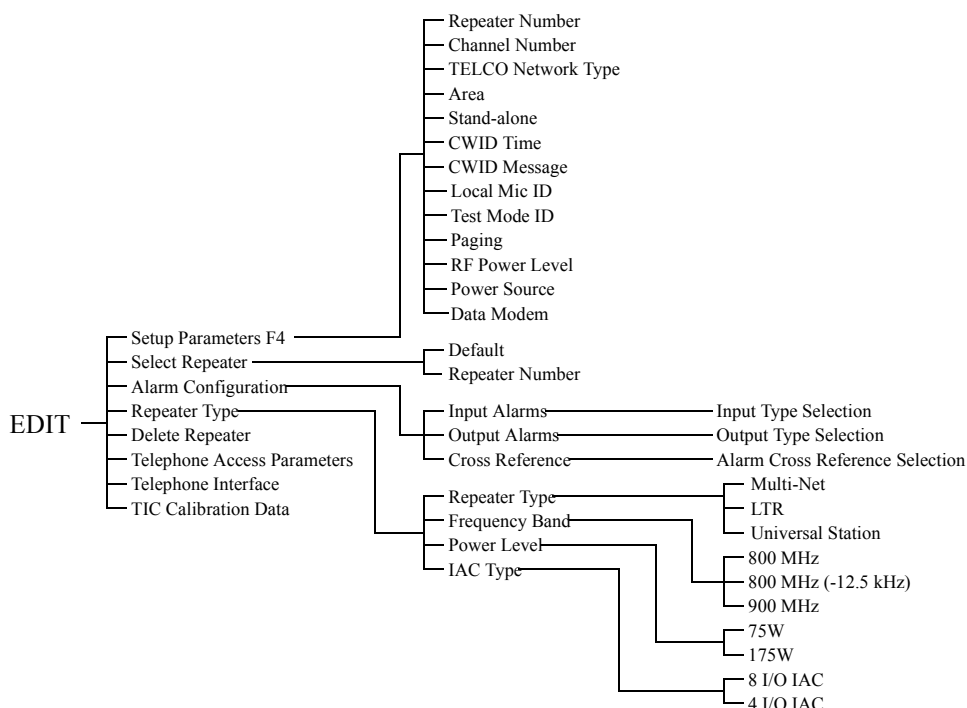 Repeater Number
Channel Number
TELCO Network Type
Area
Stand-alone
CWID Time
CWID Message
Local Mic ID
Test Mode ID
Paging
RF Power Level
Power Source
Data Modem
EDIT
Setup Parameters F4
Select Repeater
Alarm Configuration
Repeater Type
Delete Repeater
Telephone Access Parameters
Telephone Interface
TIC Calibration Data
Default
Repeater Number
Input Alarms
Output Alarms
Cross Reference
Input Type Selection
Output Type Selection
Alarm Cross Reference Selection
Repeater Type
Frequency Band
Power Level
IAC Type
Multi-Net
LTR
Universal Station
800 MHz
800 MHz (-12.5 kHz)
900 MHz
75W
175W
8 I/O IAC
4 I/O IAC